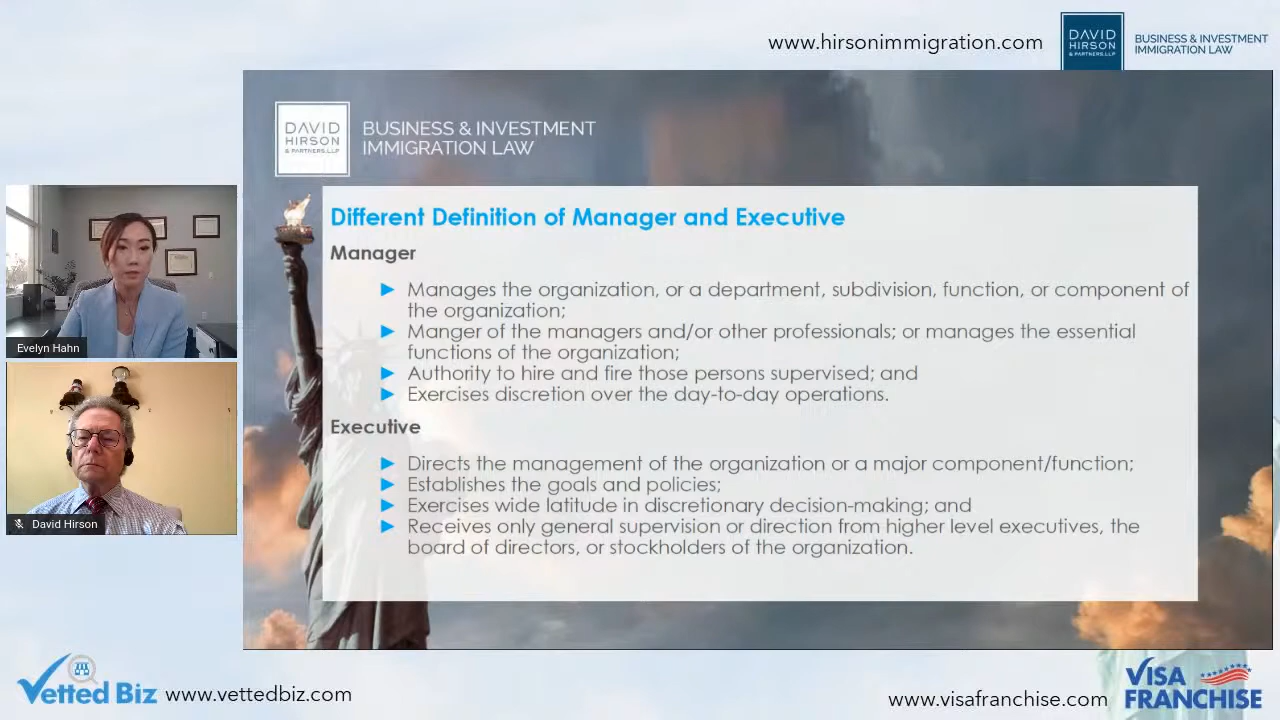 www.hirsonimmigration.com
DAVID
HIRSON
& PARTNERS, LLP
BUSINESS & INVESTMENT
IMMIGRATION LAW
DAVID
HIRSON
& PARTNERS, LLP
BUSINESS & INVESTMENT
IMMIGRATION LAW
Different Definition of Manager and Executive
Manager
Manages the organization, or a department, subdivision, function, or component of
the organization;
Manger of the managers and/or other professionals; or manages the essential
functions of the organization;
Authority to hire and fire those persons supervised; and
Exercises discretion over the day-to-day operations.
Executive
Directs the management of the organization or a major component/function;
Establishes the goals and policies;
Exercises wide latitude in discretionary decision-making; and
Receives only general supervision or direction from higher level executives, the
board of directors, or stockholders of the organization.
Evelyn Hahn
David Hirson
Vetted Biz
www.vettedbiz.com
www.visafranchise.com
VISA
FRANCHISE